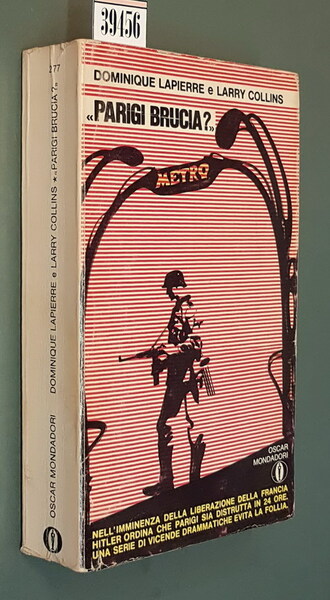 39456
DOMINIQUE LAPIERRE e LARRY COLLINS
«PARIGI BRUCIA?»
METRO
OSCAR
MONDADORI
NELL'IMMINENZA DELLA LIBERAZIONE DELLA FRANCIA
HITLER ORDINA CHE PARIGI SIA DISTRUTTA IN 24 ORE.
UNA SERIE DI VICENDE DRAMMATICHE EVITA LA FOLLIA.
277
OSCAR MONDADORI DOMINIQUE LAPIERRE e LARRY COLLINS ★ «PARIGI BRUCIA?»